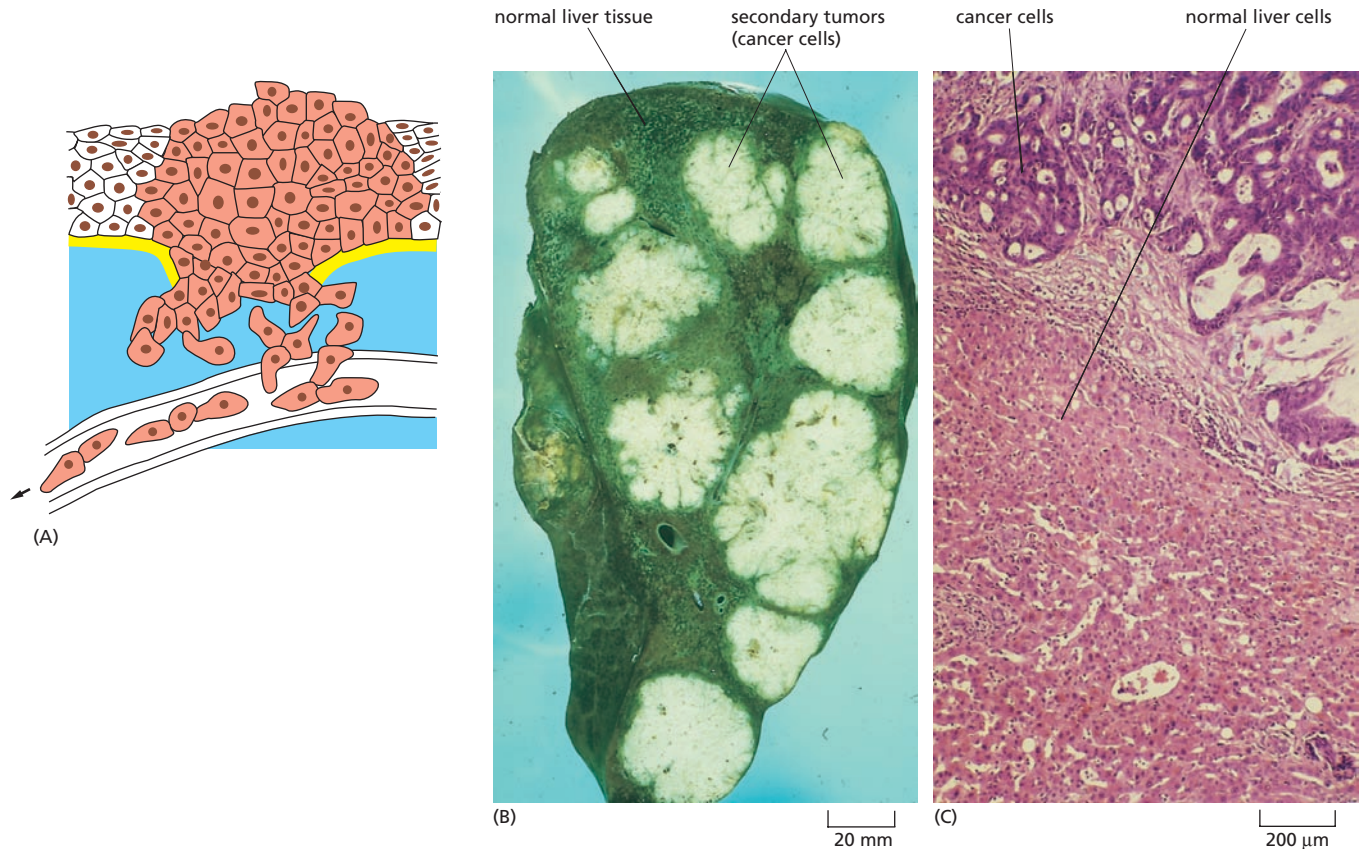 normal liver tissue
secondary tumors
(cancer cells)
cancer cells
normal liver cells
(A)
(B)
20 mm
(C)
200 μm